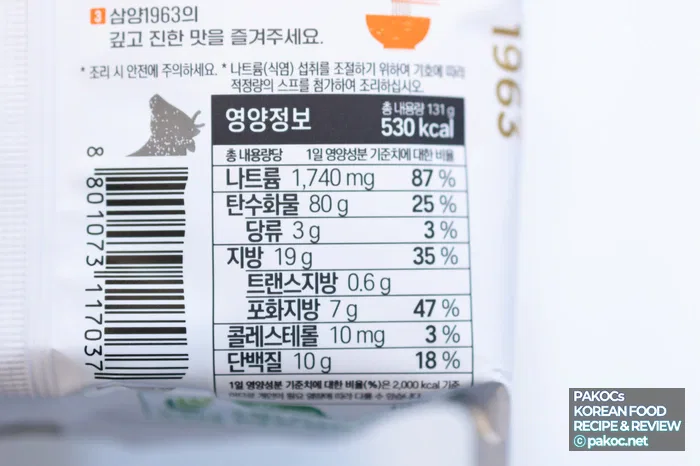 3 삼양1963의
깊고 진한 맛을 즐겨주세요.
* 조리 시 안전에 주의하세요. * 나트륨(식염) 섭취를 조절하기 위하여 기호에 따라
적정량의 스프를 첨가하여 조리하십시오.
1963
영양정보
총 내용량 131 g
530 kcal
총 내용량당 1일 영양성분 기준치에 대한 비율
나트륨 1,740 mg 87 %
탄수화물 80 g 25 %
당류 3 g 3 %
지방 19 g 35 %
트랜스지방 0.6 g
포화지방 7 g 47 %
콜레스테롤 10 mg 3 %
단백질 10 g 18 %
1일 영양성분 기준치에 대한 비율(%)은 2,000 kcal 기준
8 801073 117037
PAKOCs
KOREAN FOOD
RECIPE & REVIEW
ⓒ pakoc.net